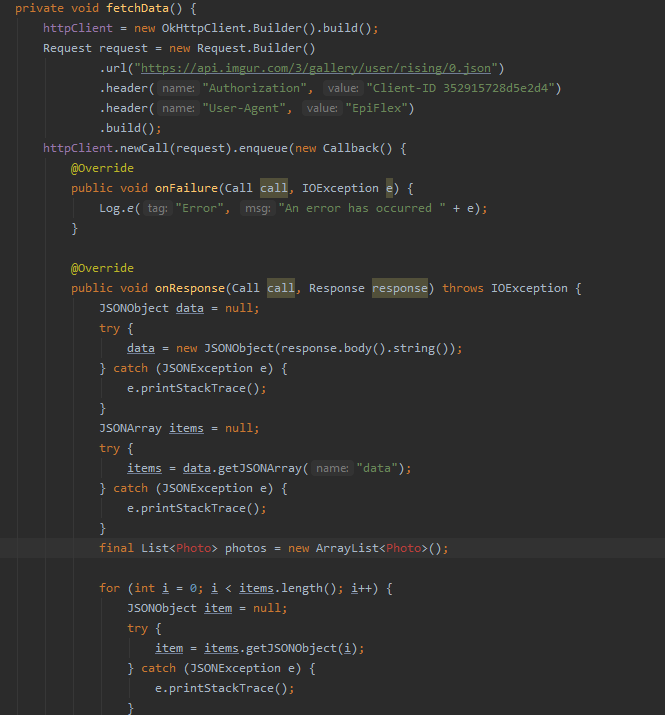 private void fetchData() {
httpClient = new OkHttpClient.Builder().build();
Request request = new Request.Builder()
.url("https://api.imgur.com/3/gallery/user/rising/0.json")
.header( name: "Authorization", value: "Client-ID 352915728d5e2d4")
.header( name: "User-Agent", value: "EpiFlex")
.build();
httpClient.newCall(request).enqueue(new Callback() {
@Override
public void onFailure(Call call, IOException e) {
Log.e( tag: "Error", msg: "An error has occurred " + e);
}
@Override
public void onResponse(Call call, Response response) throws IOException {
JSONObject data = null;
try {
data = new JSONObject(response.body().string());
} catch (JSONException e) {
e.printStackTrace();
}
JSONArray items = null;
try {
items = data.getJSONArray( name: "data");
} catch (JSONException e) {
e.printStackTrace();
}
final List<Photo> photos = new ArrayList<Photo>();
for (int i = 0; i < items.length(); i++) {
JSONObject item = null;
try {
item = items.getJSONObject(i);
} catch (JSONException e) {
e.printStackTrace();
}